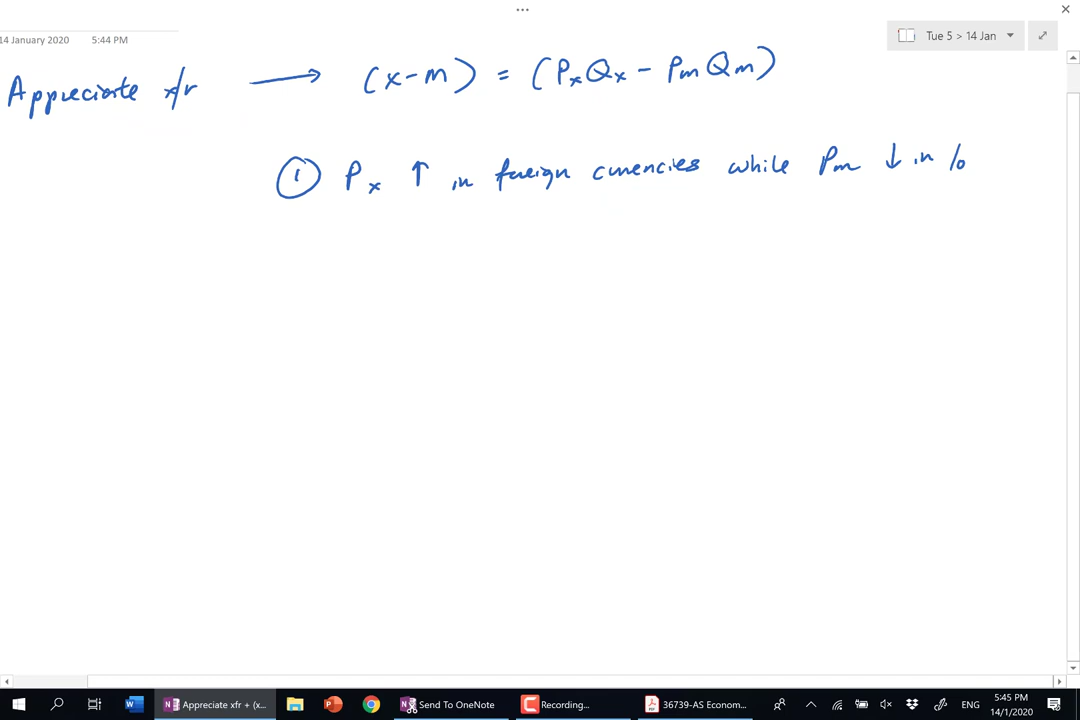 ...
14 January 2020 5:44 PM
Tue 5 > 14 Jan
Appreciate xfr → (x-m) = (PxQx - PmQm)
① Px ↑ in foreign currencies while Pm ↓ in
Appreciate xfr + (x...
Send To OneNote
Recording...
36739-AS Econom...
ENG
5:45 PM
14/1/2020